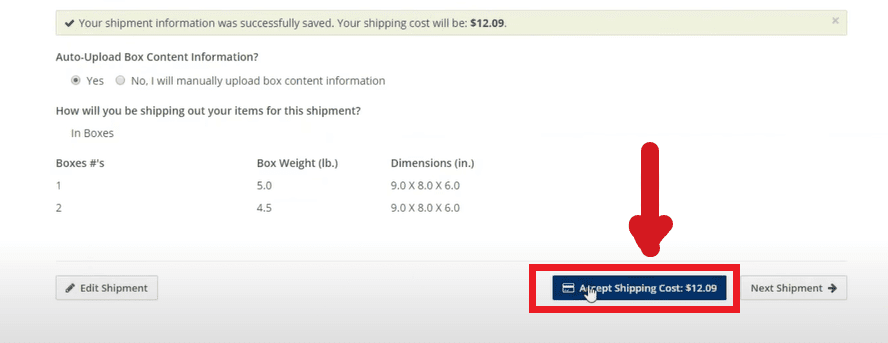 Your shipment information was successfully saved. Your shipping cost will be: $12.09.
×
Auto-Upload Box Content Information?
Yes No, I will manually upload box content information
How will you be shipping out your items for this shipment?
In Boxes
Boxes #'s Box Weight (lb.) Dimensions (in.)
1 5.0 9.0 X 8.0 X 6.0
2 4.5 9.0 X 8.0 X 6.0
Edit Shipment Accept Shipping Cost: $12.09 Next Shipment